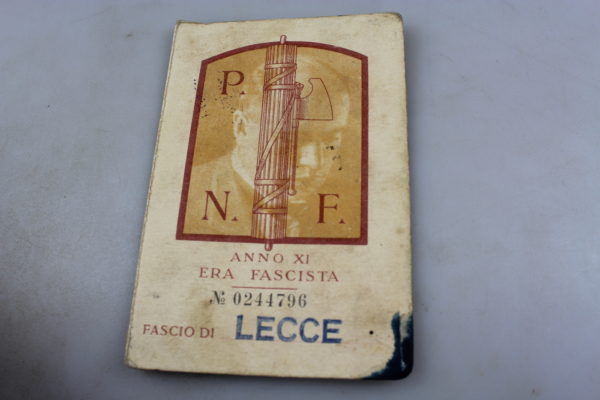 P.
N. F.
ANNO XI
ERA FASCISTA
№ 0244796
FASCIO DI LECCE